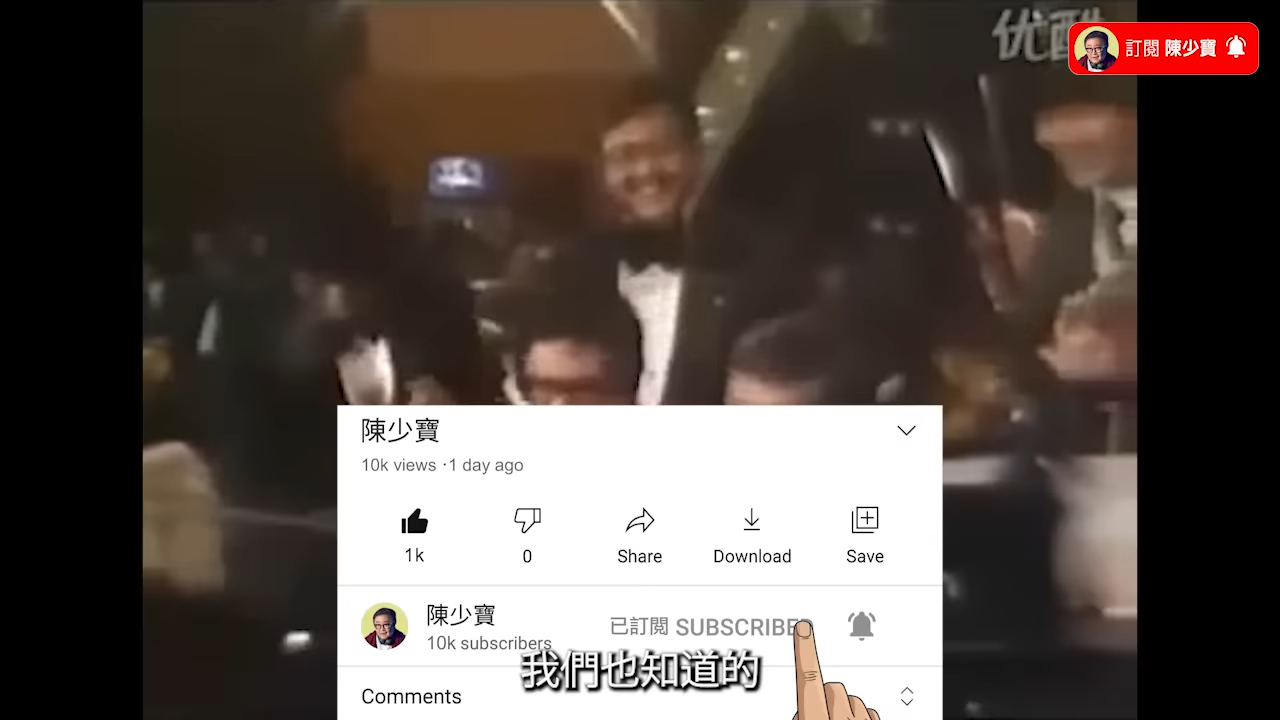 优酷
訂閱 陳少寶
陳少寶
10k views · 1 day ago
1k
0
Share
Download
Save
陳少寶
10k subscribers
已訂閱 SUBSCRIBED
我們也知道的
Comments